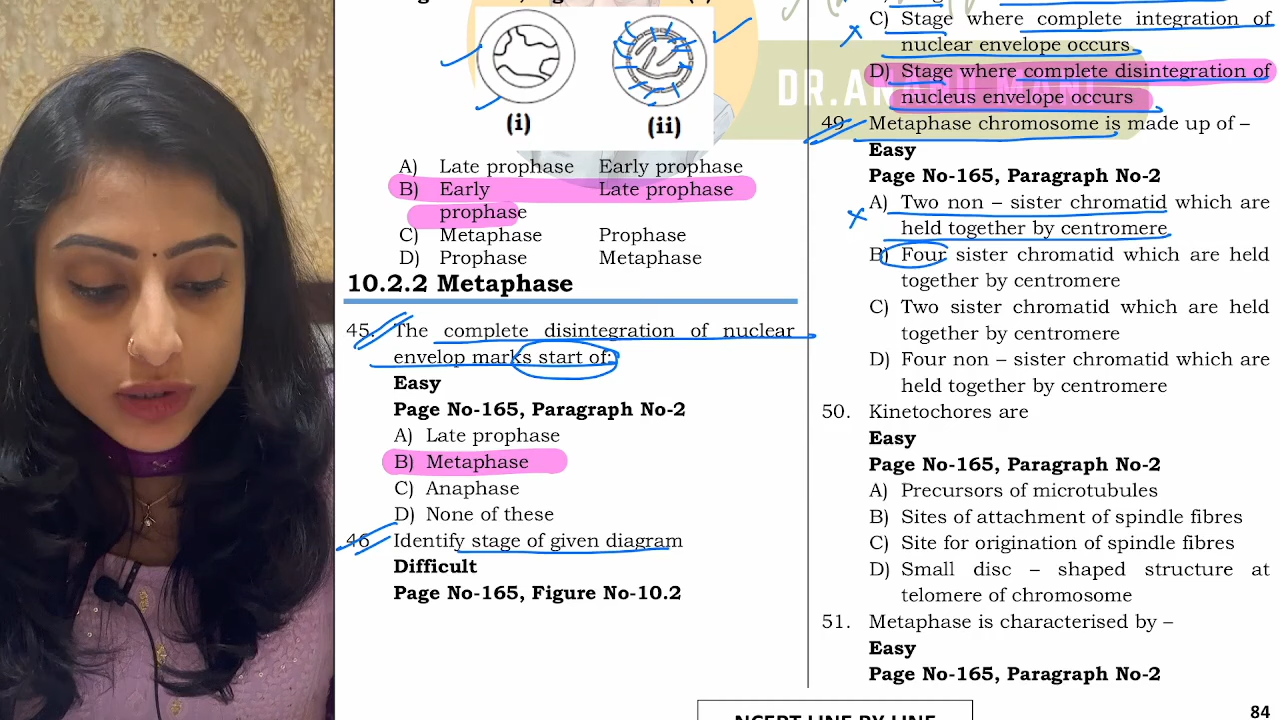 (i)
(ii)
A) Late prophase Early prophase
B) Early Late prophase
prophase
C) Metaphase Prophase
D) Prophase Metaphase
10.2.2 Metaphase
45. The complete disintegration of nuclear
envelop marks start of:
Easy
Page No-165, Paragraph No-2
A) Late prophase
B) Metaphase
C) Anaphase
D) None of these
46. Identify stage of given diagram
Difficult
Page No-165, Figure No-10.2
C) Stage where complete integration of
nuclear envelope occurs
D) Stage where complete disintegration of
nucleus envelope occurs
49. Metaphase chromosome is made up of –
Easy
Page No-165, Paragraph No-2
A) Two non – sister chromatid which are
held together by centromere
B) Four sister chromatid which are held
together by centromere
C) Two sister chromatid which are held
together by centromere
D) Four non – sister chromatid which are
held together by centromere
50. Kinetochores are
Easy
Page No-165, Paragraph No-2
A) Precursors of microtubules
B) Sites of attachment of spindle fibres
C) Site for origination of spindle fibres
D) Small disc – shaped structure at
telomere of chromosome
51. Metaphase is characterised by –
Easy
Page No-165, Paragraph No-2
84
NCERT LINE BY LINE
DR.A MANI